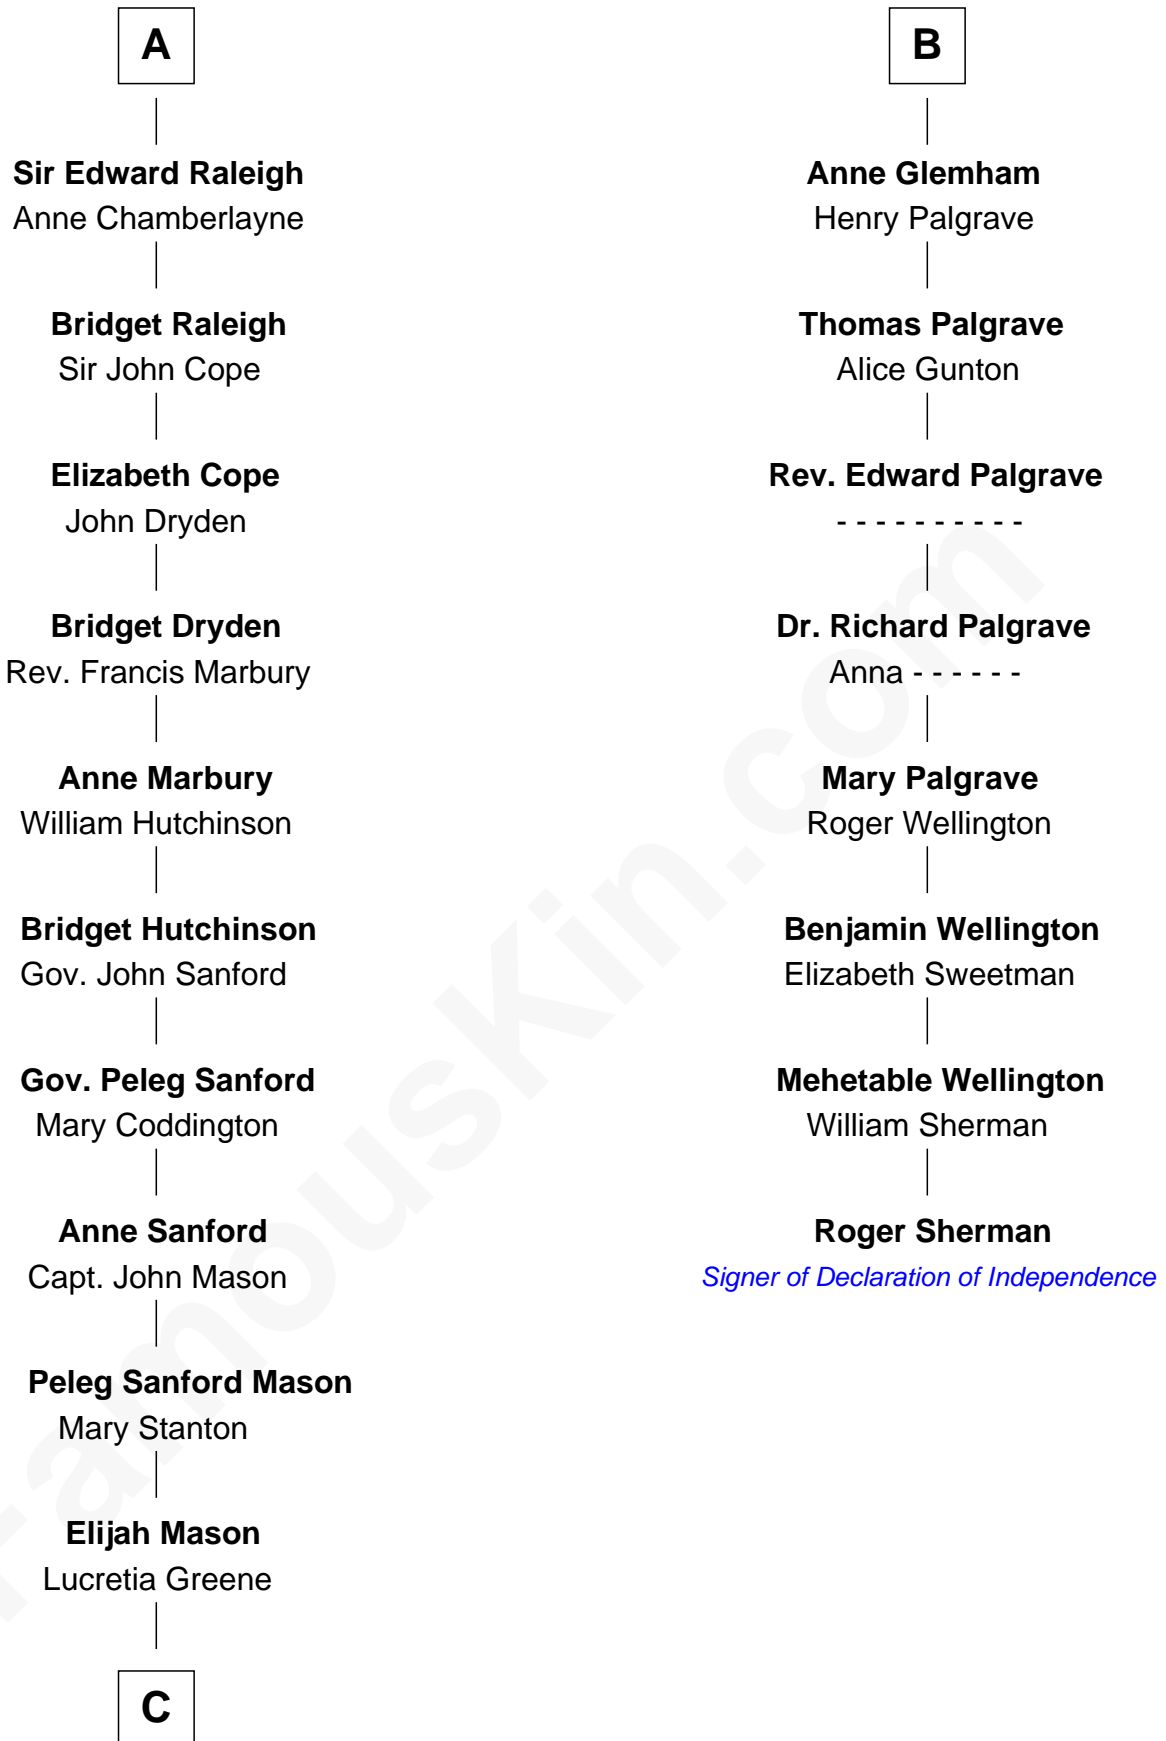 A
Sir Edward Raleigh
Anne Chamberlayne
Bridget Raleigh
Sir John Cope
Elizabeth Cope
John Dryden
Bridget Dryden
Rev. Francis Marbury
Anne Marbury
William Hutchinson
Bridget Hutchinson
Gov. John Sanford
Gov. Peleg Sanford
Mary Coddington
Anne Sanford
Capt. John Mason
Peleg Sanford Mason
Mary Stanton
Elijah Mason
Lucretia Greene
C
B
Anne Glemham
Henry Palgrave
Thomas Palgrave
Alice Gunton
Rev. Edward Palgrave
- - - - - - - - - -
Dr. Richard Palgrave
Anna - - - - - -
Mary Palgrave
Roger Wellington
Benjamin Wellington
Elizabeth Sweetman
Mehetable Wellington
William Sherman
Roger Sherman
Signer of Declaration of Independence
FamousKin.com